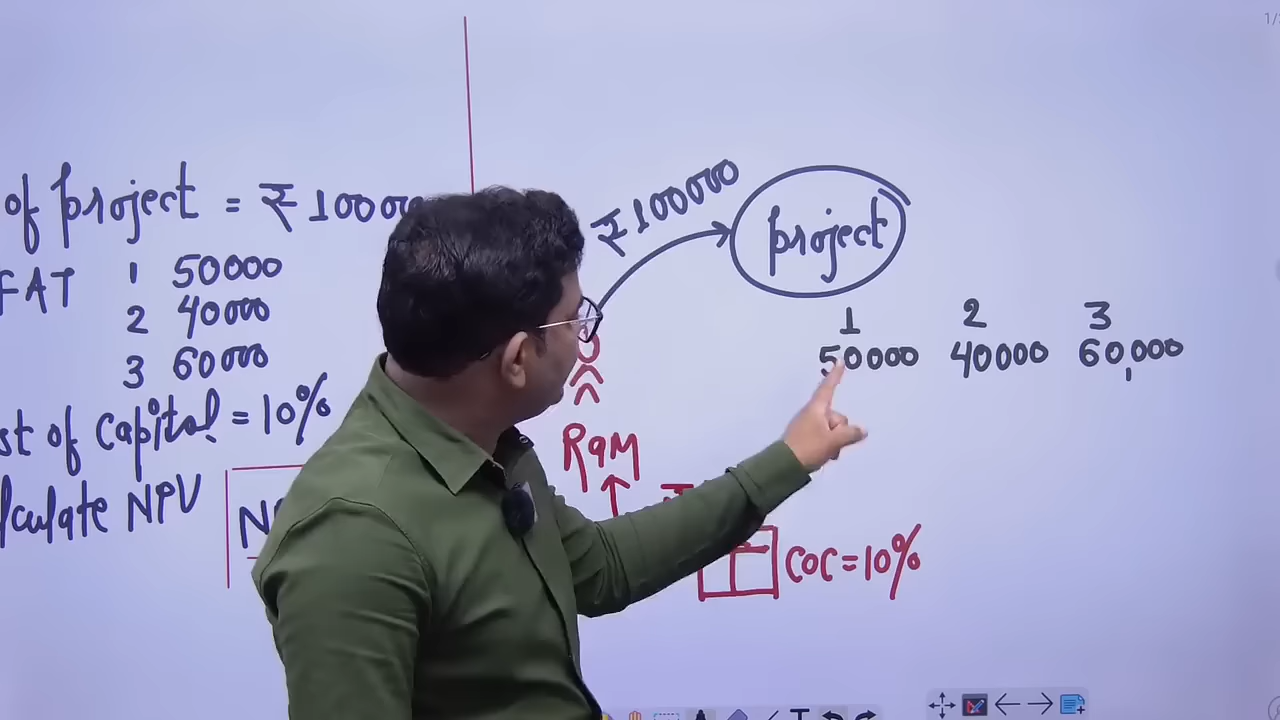 of project = ₹ 10000
FAT 1 50000
2 40000
3 60000
st of capital = 10%
lculate NPV
₹100000
project
1 2 3
50000 40000 60,000
Ram
COC=10%